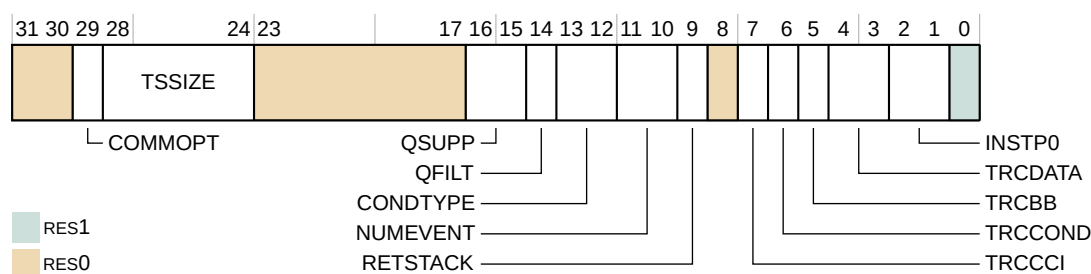 31 30 29 28 24 23 17 16 15 14 13 12 11 10 9 8 7 6 5 4 3 2 1 0
TSSIZE
COMMOPT QSUPP INSTP0
QFILT TRCDATA
CONDTYPE TRCBB
RES1 NUMEVENT TRCCOND
RES0 RETSTACK TRCCCI